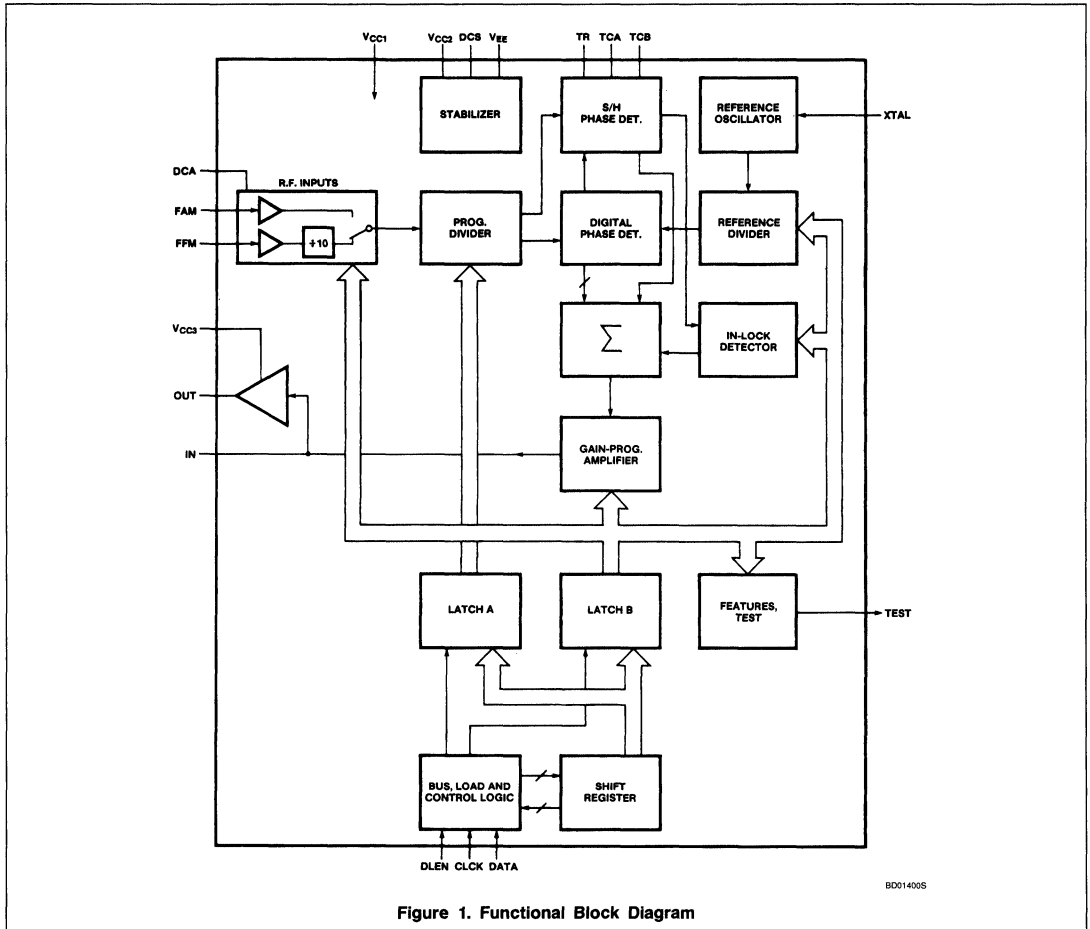 VCC1
VCC2 DCS VEE
TR TCA TCB
STABILIZER
S/H
PHASE DET.
REFERENCE
OSCILLATOR
XTAL
DCA
R.F. INPUTS
FAM
FFM
÷10
PROG.
DIVIDER
DIGITAL
PHASE DET.
REFERENCE
DIVIDER
VCC3
Σ
IN-LOCK
DETECTOR
OUT
IN
GAIN-PROG.
AMPLIFIER
LATCH A
LATCH B
FEATURES,
TEST
TEST
BUS, LOAD AND
CONTROL LOGIC
SHIFT
REGISTER
DLEN CLCK DATA
BD01400S
Figure 1. Functional Block Diagram